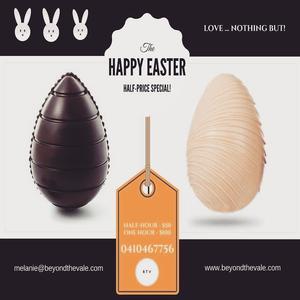 LOVE ... NOTHING BUT!
The
HAPPY EASTER
HALF-PRICE SPECIAL!
HALF-HOUR - $50
ONE HOUR -
0410467756
BTV
melanie@beyondthevale.com
www.beyondthevale.com